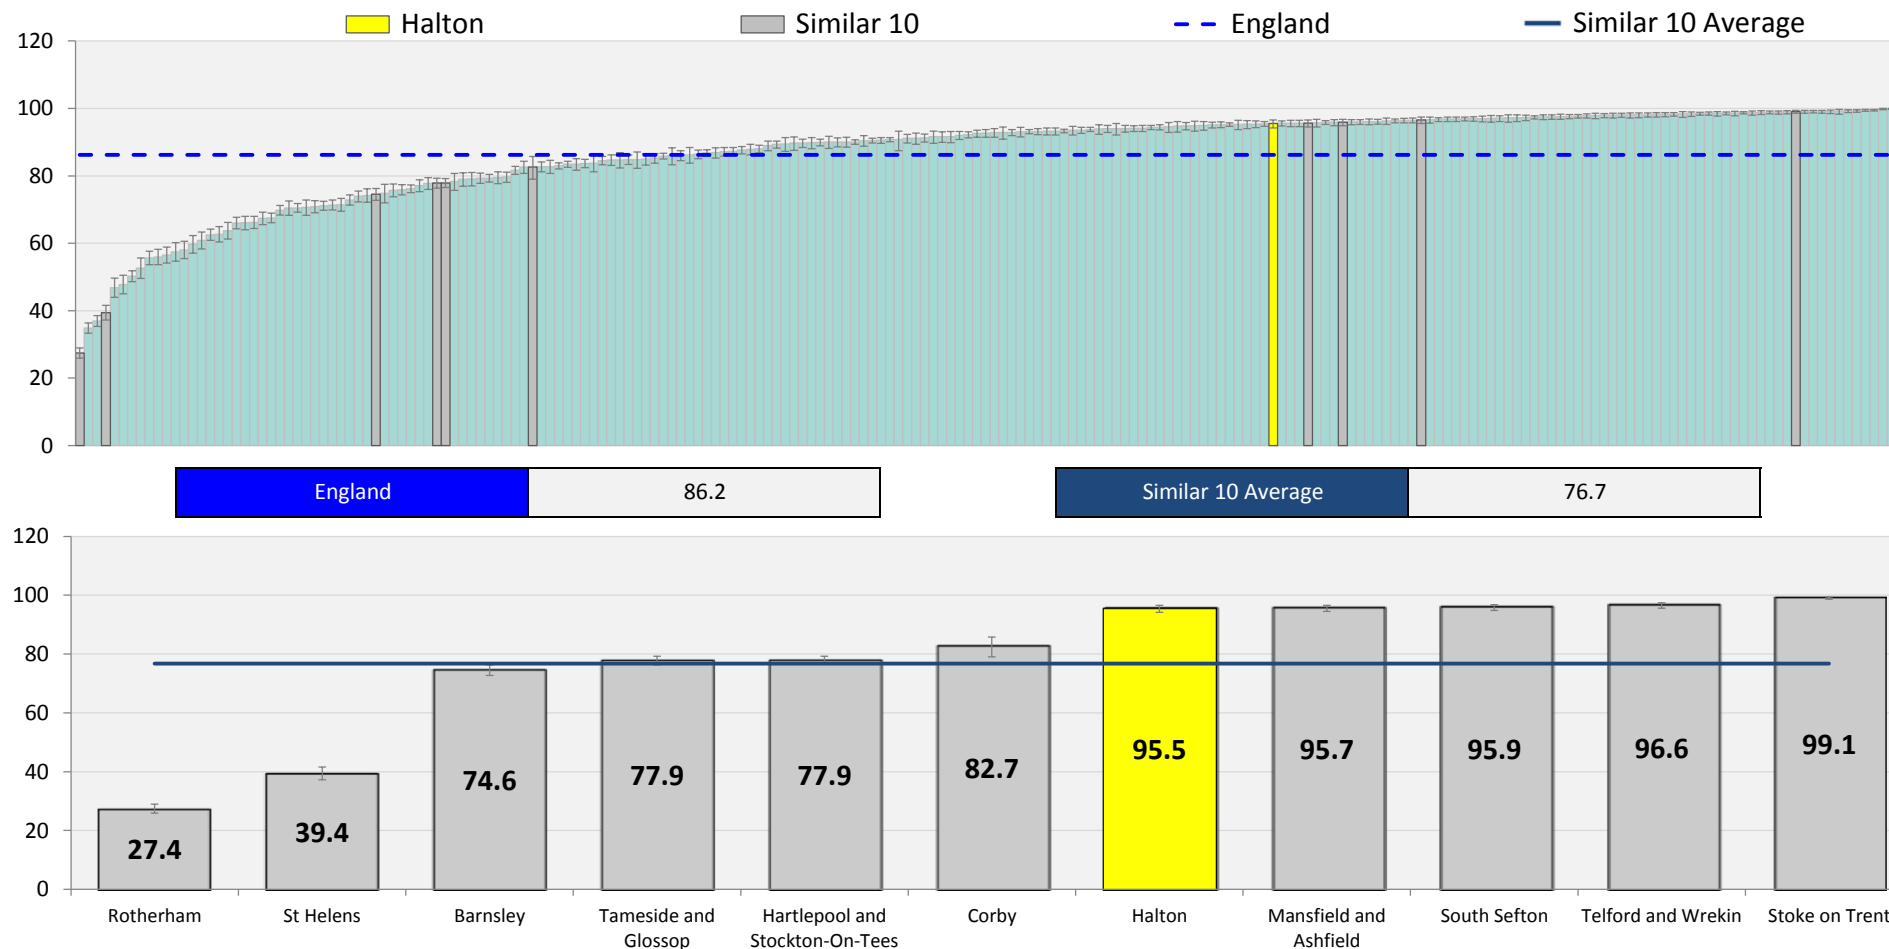 Halton Similar 10 England Similar 10 Average
120
100
80
60
40
20
0
England 86.2 Similar 10 Average 76.7
120
100
80
60
40
20
0
27.4 39.4 74.6 77.9 77.9 82.7 95.5 95.7 95.9 96.6 99.1
Rotherham St Helens Barnsley Tameside and Hartlepool and Corby Halton Mansfield and South Sefton Telford and Wrekin Stoke on Trent
Glossop Stockton-On-Tees Ashfield